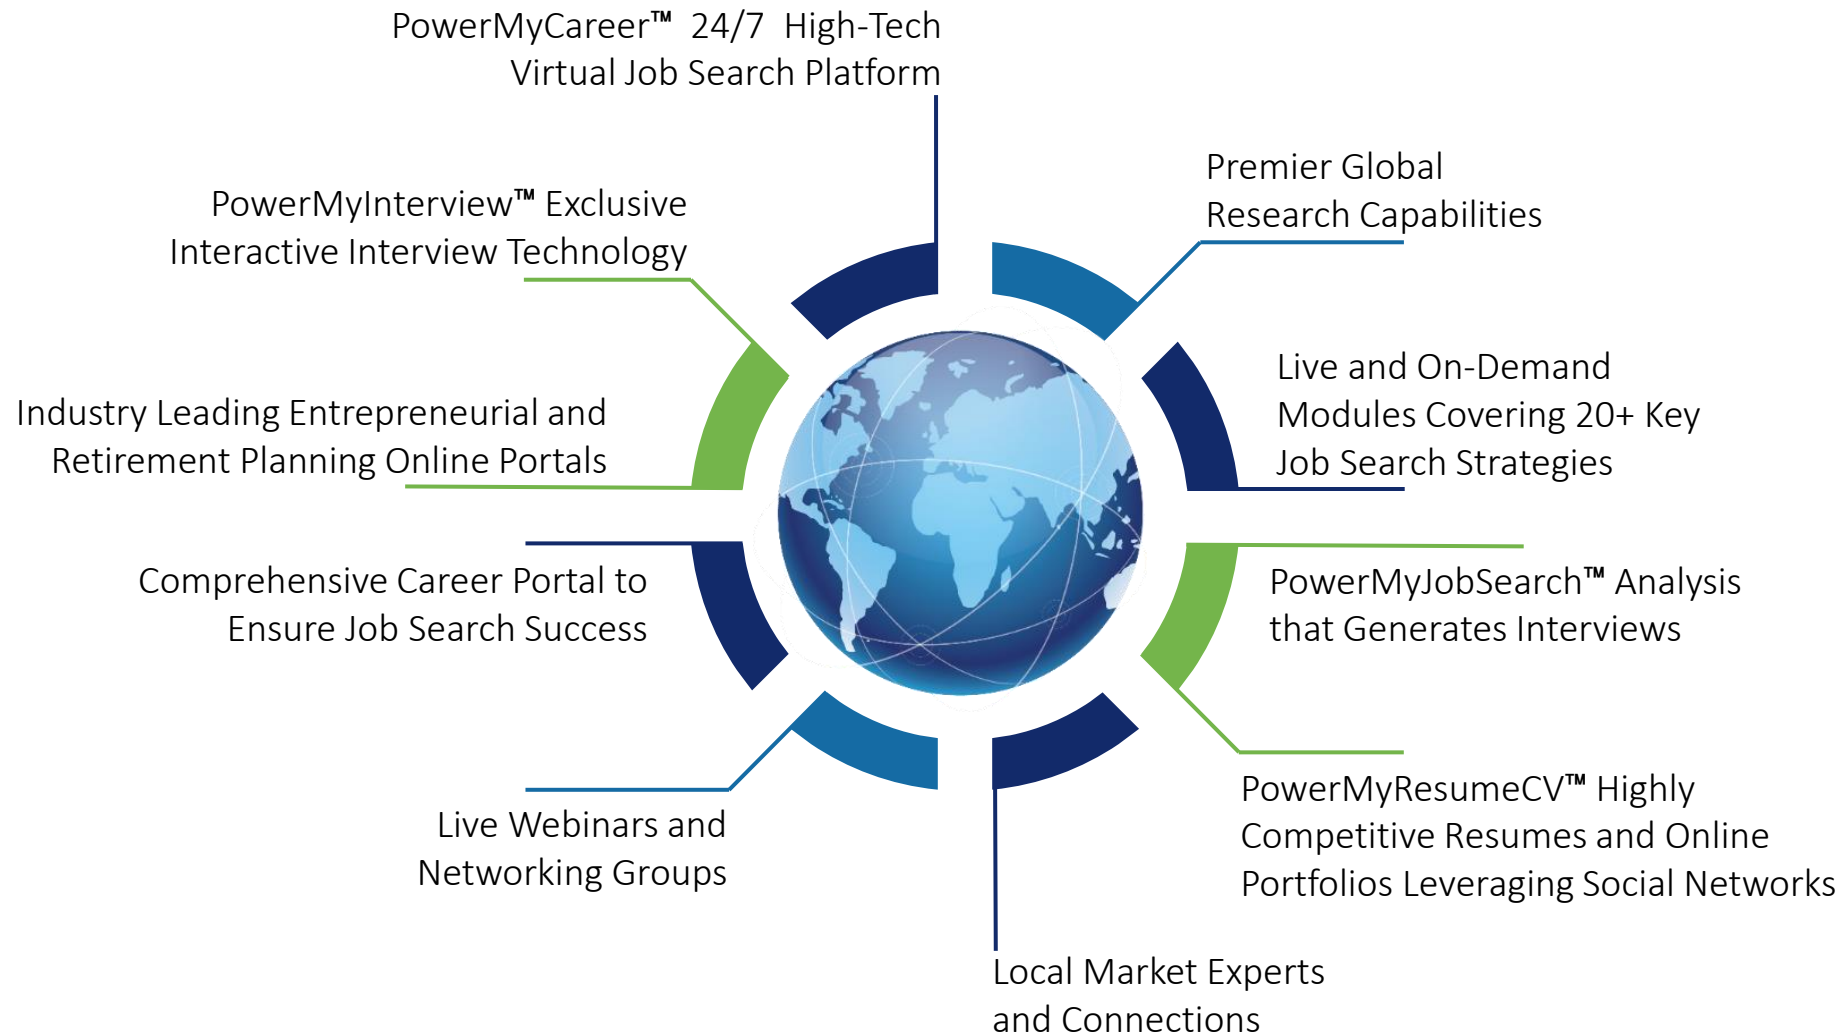 PowerMyCareer™ 24/7 High-Tech
Virtual Job Search Platform
Premier Global
Research Capabilities
PowerMyInterview™ Exclusive
Interactive Interview Technology
Live and On-Demand
Modules Covering 20+ Key
Job Search Strategies
Industry Leading Entrepreneurial and
Retirement Planning Online Portals
Comprehensive Career Portal to
Ensure Job Search Success
PowerMyJobSearch™ Analysis
that Generates Interviews
Live Webinars and
Networking Groups
PowerMyResumeCV™ Highly
Competitive Resumes and Online
Portfolios Leveraging Social Networks
Local Market Experts
and Connections